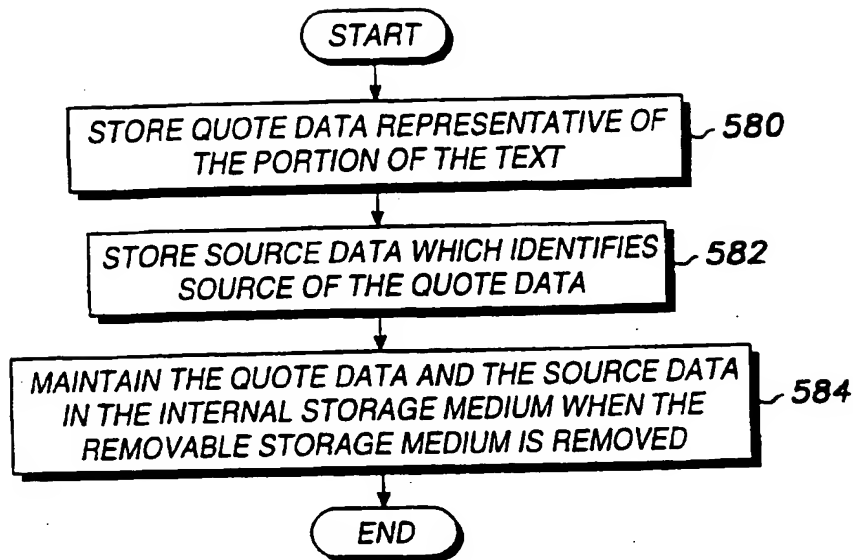 START
STORE QUOTE DATA REPRESENTATIVE OF
THE PORTION OF THE TEXT
580
STORE SOURCE DATA WHICH IDENTIFIES
SOURCE OF THE QUOTE DATA
582
MAINTAIN THE QUOTE DATA AND THE SOURCE DATA
IN THE INTERNAL STORAGE MEDIUM WHEN THE
REMOVABLE STORAGE MEDIUM IS REMOVED
584
END